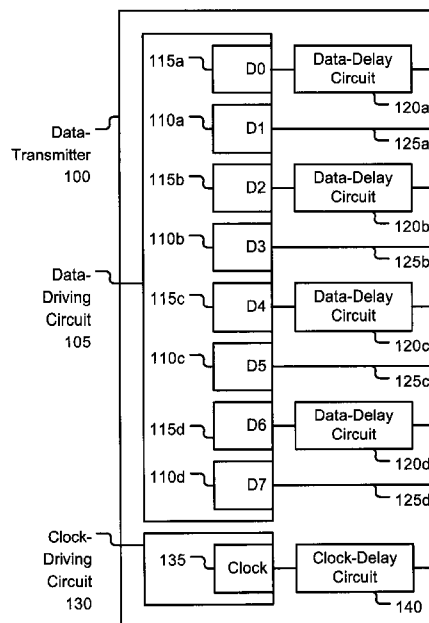 115a
D0
Data-Delay
Circuit
120a
110a
D1
125a
Data-
Transmitter
100
115b
D2
Data-Delay
Circuit
120b
110b
D3
125b
Data-
Driving
Circuit
105
115c
D4
Data-Delay
Circuit
120c
110c
D5
125c
115d
D6
Data-Delay
Circuit
120d
110d
D7
125d
Clock-
Driving
Circuit
130
135
Clock
Clock-Delay
Circuit
140